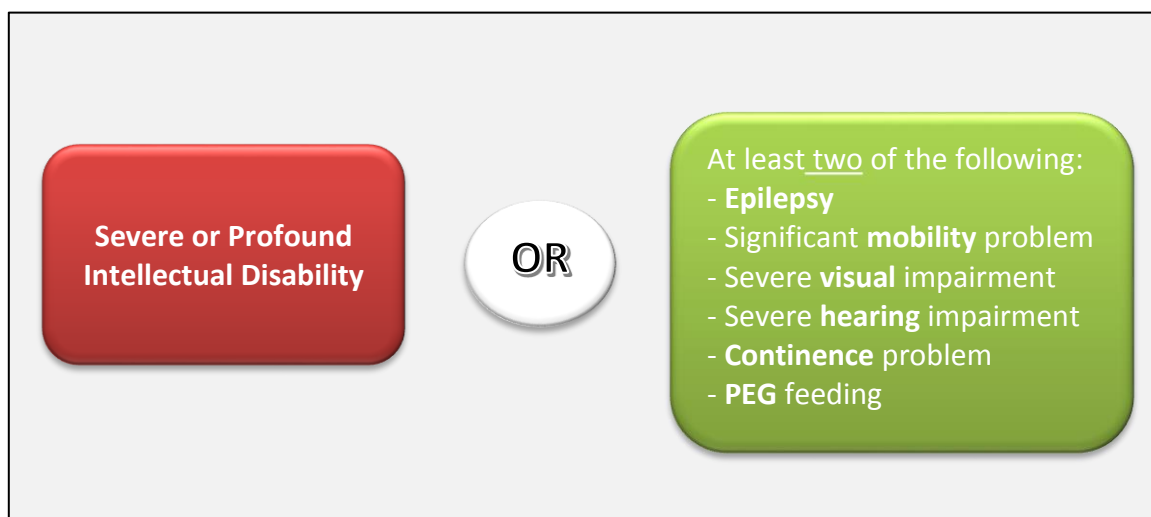 Severe or Profound
Intellectual Disability
OR
At least two of the following:
- Epilepsy
- Significant mobility problem
- Severe visual impairment
- Severe hearing impairment
- Continence problem
- PEG feeding